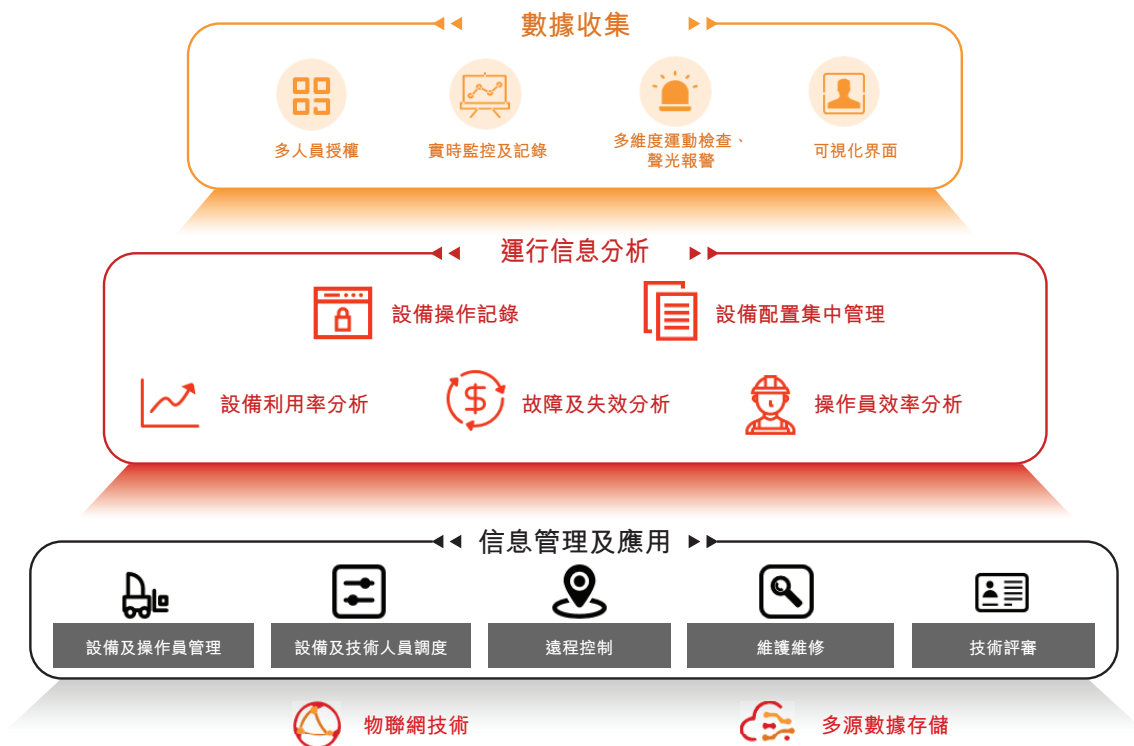 數據收集
多人員授權
實時監控及記錄
多維度運動檢查、
聲光報警
可視化界面
運行信息分析
設備操作記錄
設備配置集中管理
設備利用率分析
故障及失效分析
操作員效率分析
信息管理及應用
設備及操作員管理
設備及技術人員調度
遠程控制
維護維修
技術評審
物聯網技術
多源數據存儲